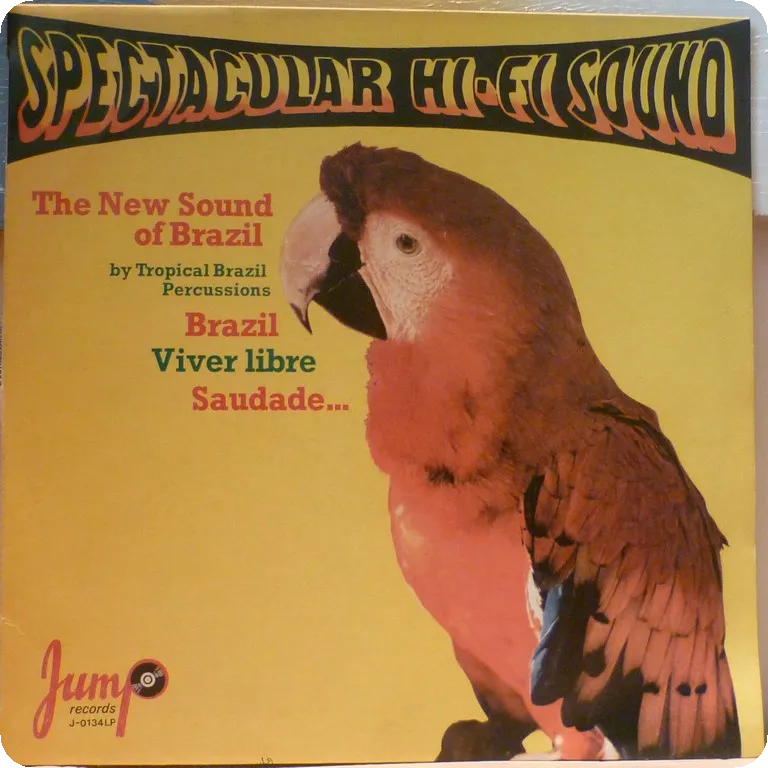 SPECTACULAR HI-FI SOUND
The New Sound
of Brazil
by Tropical Brazil
Percussions
Brazil
Viver libre
Saudade...
Jump
records
J-0134LP